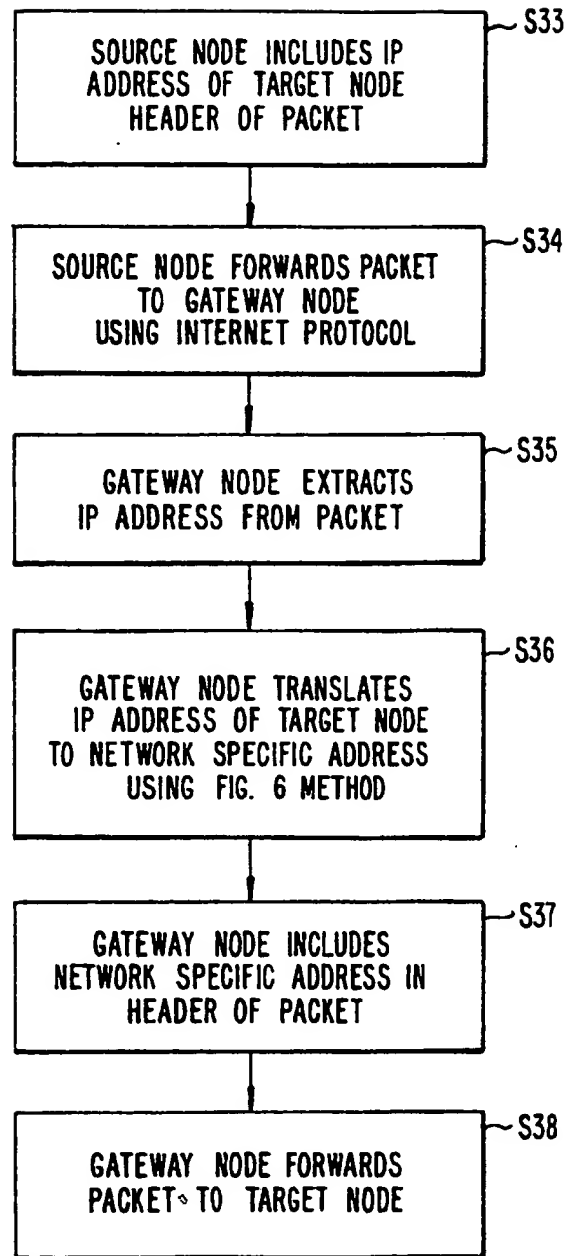 SOURCE NODE INCLUDES IP
ADDRESS OF TARGET NODE
HEADER OF PACKET
S33
SOURCE NODE FORWARDS PACKET
TO GATEWAY NODE
USING INTERNET PROTOCOL
S34
GATEWAY NODE EXTRACTS
IP ADDRESS FROM PACKET
S35
GATEWAY NODE TRANSLATES
IP ADDRESS OF TARGET NODE
TO NETWORK SPECIFIC ADDRESS
USING FIG. 6 METHOD
S36
GATEWAY NODE INCLUDES
NETWORK SPECIFIC ADDRESS IN
HEADER OF PACKET
S37
GATEWAY NODE FORWARDS
PACKET TO TARGET NODE
S38